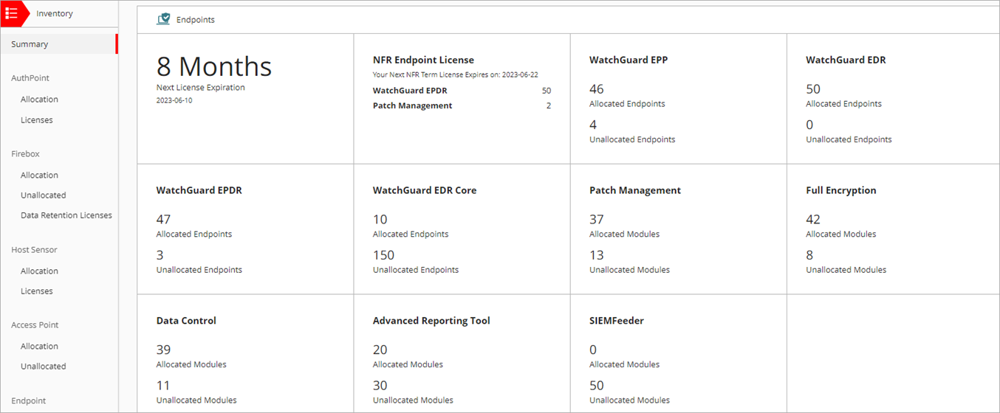 Inventory
Summary
AuthPoint
Allocation
Licenses
Firebox
Allocation
Unallocated
Data Retention Licenses
Host Sensor
Allocation
Licenses
Access Point
Allocation
Unallocated
Endpoint
Endpoints
8 Months
Next License Expiration
2023-06-10
NFR Endpoint License
Your Next NFR Term License Expires on: 2023-06-22
WatchGuard EPDR 50
Patch Management 2
WatchGuard EPP
46
Allocated Endpoints
4
Unallocated Endpoints
WatchGuard EDR
50
Allocated Endpoints
0
Unallocated Endpoints
WatchGuard EPDR
47
Allocated Endpoints
3
Unallocated Endpoints
WatchGuard EDR Core
10
Allocated Endpoints
150
Unallocated Endpoints
Patch Management
37
Allocated Modules
13
Unallocated Modules
Full Encryption
42
Allocated Modules
8
Unallocated Modules
Data Control
39
Allocated Modules
11
Unallocated Modules
Advanced Reporting Tool
20
Allocated Modules
30
Unallocated Modules
SIEMFeeder
0
Allocated Modules
50
Unallocated Modules